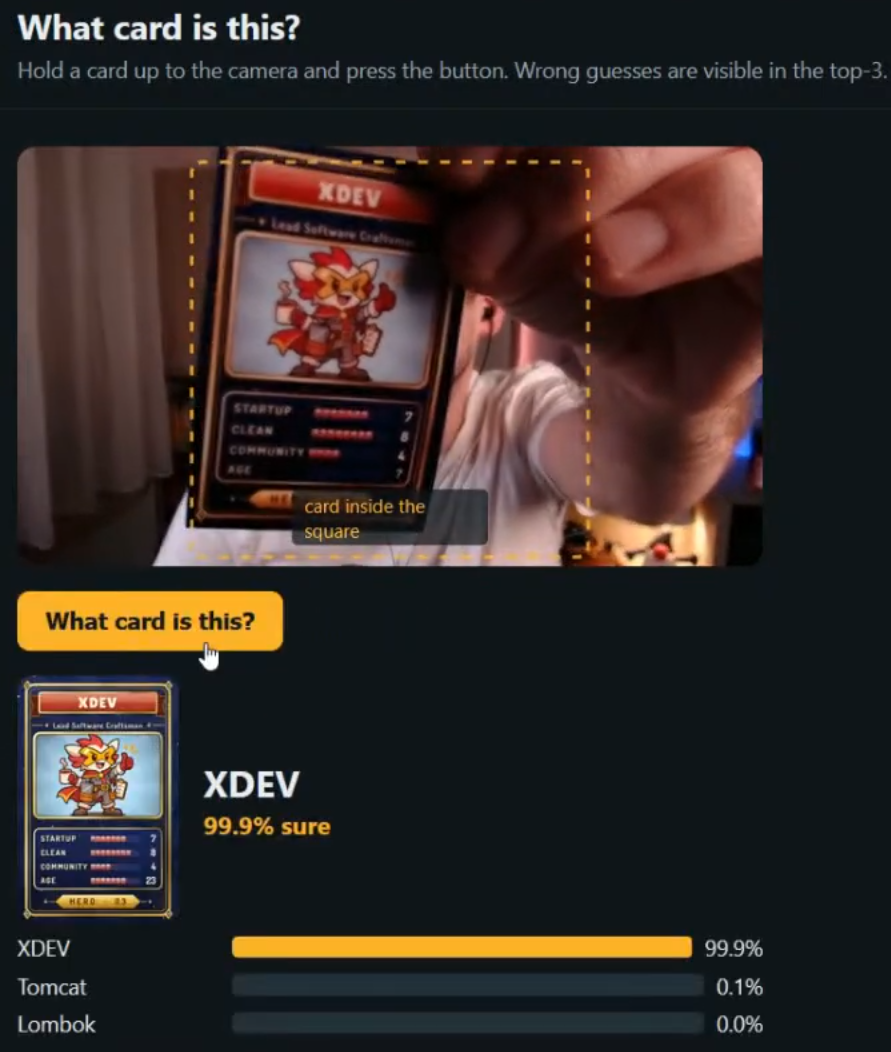 What card is this?
Hold a card up to the camera and press the button. Wrong guesses are visible in the top-3.
XDEV
Lead Software Craftsman
STARTUP 7
CLEAN 8
COMMUNITY 4
AGE
card inside the
square
What card is this?
XDEV
Lead Software Craftsman
STARTUP 7
CLEAN 8
COMMUNITY 4
AGE 23
HERO 03
XDEV
99.9% sure
XDEV 99.9%
Tomcat 0.1%
Lombok 0.0%